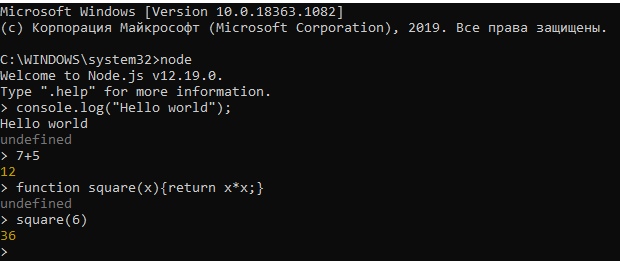 Microsoft Windows [Version 10.0.18363.1082]
(c) Корпорация Майкрософт (Microsoft Corporation), 2019. Все права защищены.
C:\WINDOWS\system32>node
Welcome to Node.js v12.19.0.
Type ".help" for more information.
> console.log("Hello world");
Hello world
undefined
> 7+5
12
> function square(x){return x*x;}
undefined
> square(6)
36
>